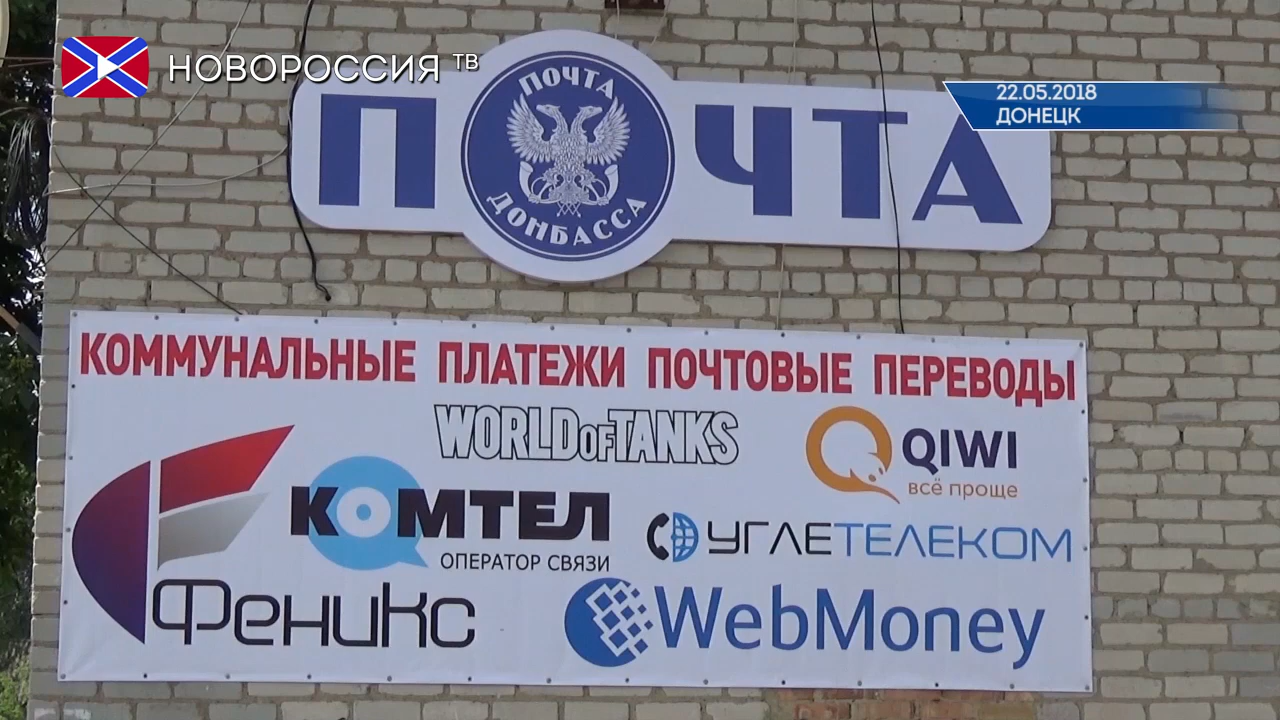 НОВОРОССИЯ ТВ
22.05.2018
ДОНЕЦК
ПОЧТА
ПОЧТА
ДОНБАССА
КОММУНАЛЬНЫЕ ПЛАТЕЖИ ПОЧТОВЫЕ ПЕРЕВОДЫ
WORLD OF TANKS
QIWI
всё проще
КОМТЕЛ
ОПЕРАТОР СВЯЗИ
УГЛЕТЕЛЕКОМ
Феникс
WebMoney